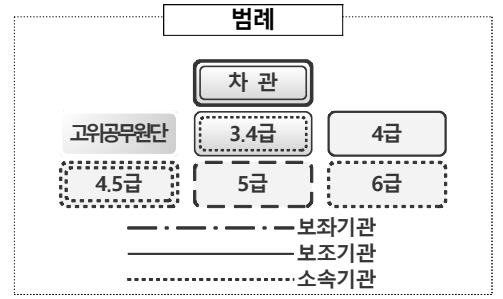 범례
차 관
고위공무원단 3.4급 4급
4.5급 5급 6급
보좌기관
보조기관
소속기관